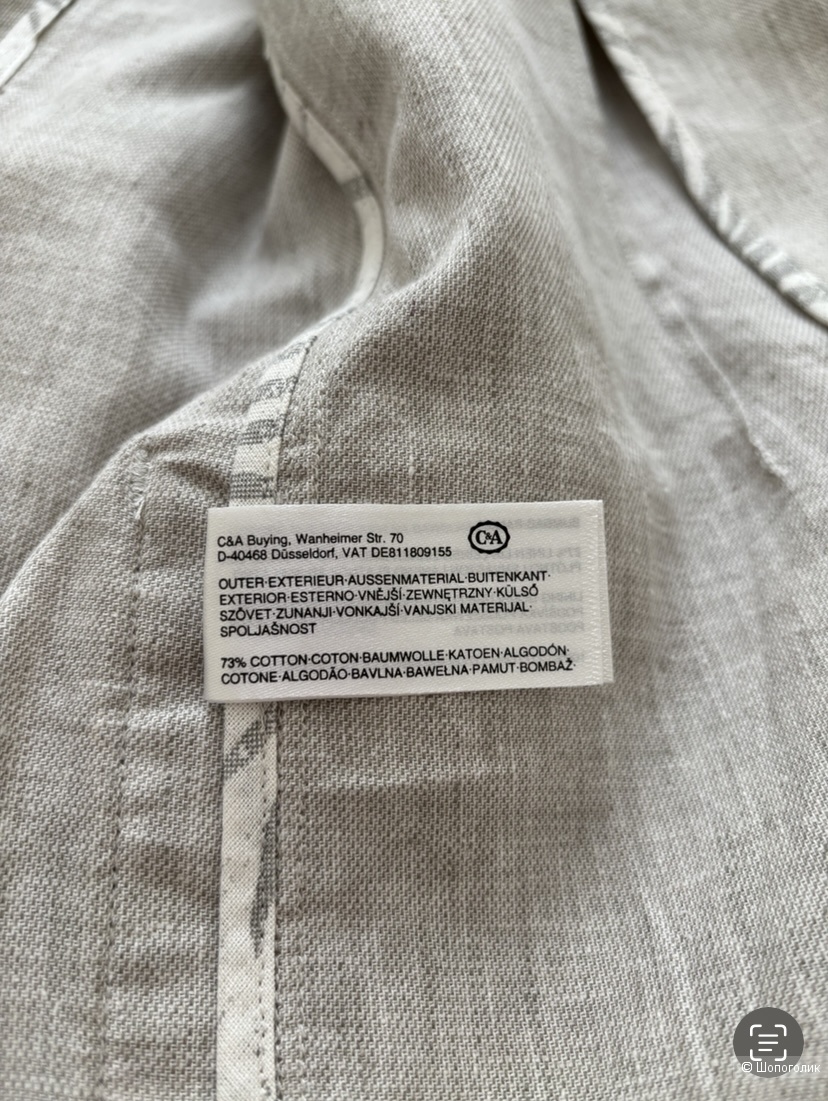 C&A Buying, Wanheimer Str. 70
D-40468 Düsseldorf, VAT DE811809155
C&A
OUTER·EXTERIEUR·AUSSENMATERIAL·BUITENKANT·
EXTERIOR·ESTERNO·VNĚJŠÍ·ZEWNĘTRZNY·KÜLSŐ
SZÖVET·ZUNANJI·VONKAJŠÍ·VANJSKI MATERIJAL·
SPOLJAŠNOST
73% COTTON·COTON·BAUMWOLLE·KATOEN·ALGODÓN·
COTONE·ALGODÃO·BAVLNA·BAWEŁNA·PAMUT·BOMBAŽ·
© Шопоголик